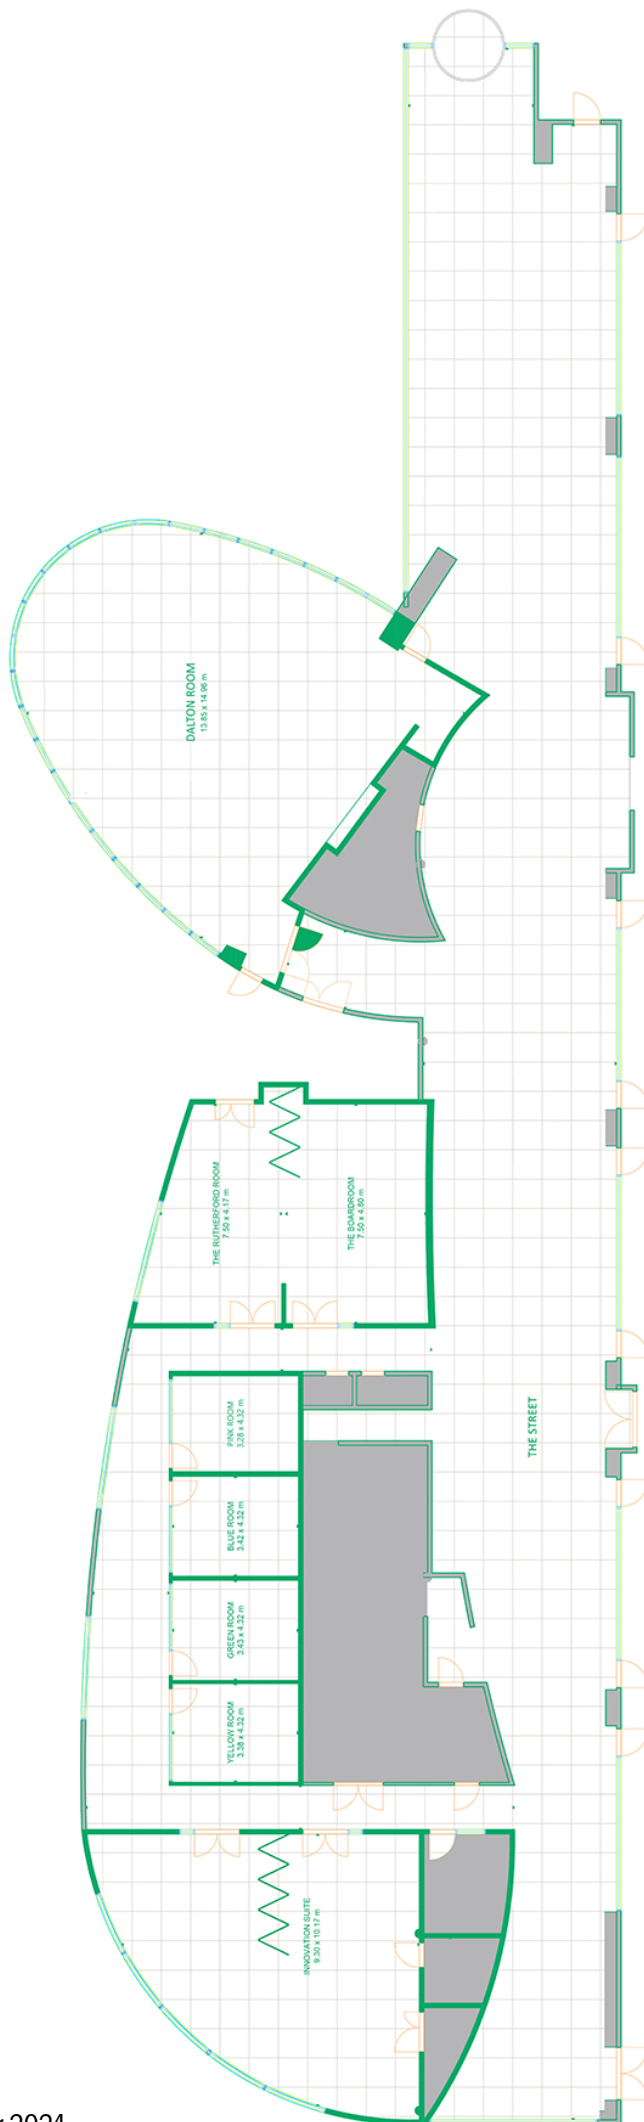 DALTON ROOM
13.85 x 14.96 m
THE RUTHERFORD ROOM
7.50 x 4.17 m
THE BOARDROOM
7.50 x 4.80 m
THE STREET
PINK ROOM
3.28 x 4.32 m
BLUE ROOM
3.42 x 4.32 m
GREEN ROOM
3.43 x 4.32 m
YELLOW ROOM
3.38 x 4.32 m
INNOVATION SUITE
9.30 x 10.17 m
2024